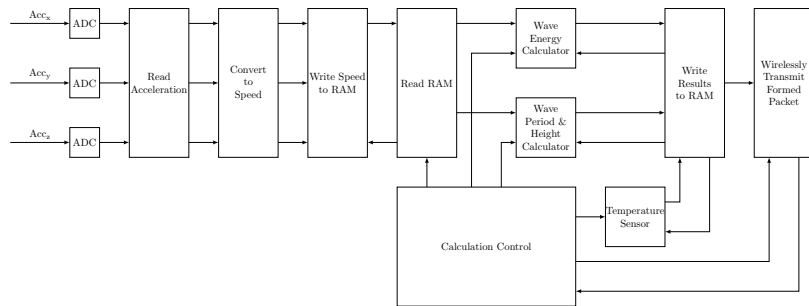 Acc_x
ADC
Acc_y
ADC
Acc_z
ADC
Read
Acceleration
Convert
to
Speed
Write Speed
to RAM
Read RAM
Wave
Energy
Calculator
Wave
Period &
Height
Calculator
Write
Results
to RAM
Wirelessly
Transmit
Formed
Packet
Calculation Control
Temperature
Sensor